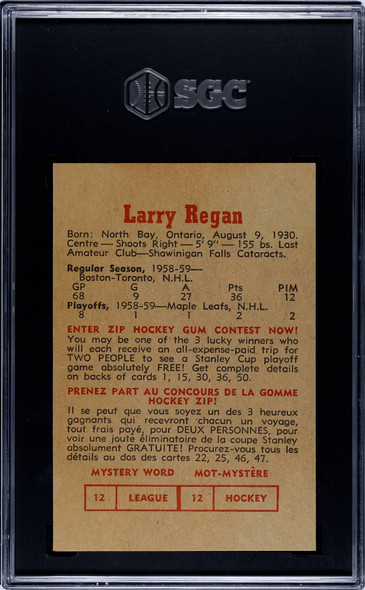 SGC
Larry Regan
Born: North Bay, Ontario, August 9, 1930.
Centre — Shoots Right — 5' 9" — 155 bs. Last
Amateur Club—Shawinigan Falls Cataracts.
Regular Season, 1958-59—
Boston-Toronto, N.H.L.
GP G A Pts PIM
68 9 27 36 12
Playoffs, 1958-59—Maple Leafs, N.H.L.
8 1 1 2 2
ENTER ZIP HOCKEY GUM CONTEST NOW!
You may be one of the 3 lucky winners who
will each receive an all-expense-paid trip for
TWO PEOPLE to see a Stanley Cup playoff
game absolutely FREE! Get complete details
on backs of cards 1, 15, 30, 36, 50.
PRENEZ PART AU CONCOURS DE LA GOMME
HOCKEY ZIP!
Il se peut que vous soyez un des 3 heureux
gagnants qui recevront chacun un voyage,
tout frais payé, pour DEUX PERSONNES, pour
voir une joute éliminatoire de la coupe Stanley
absolument GRATUITE! Procurez-vous tous les
détails au dos des cartes 22, 25, 46, 47.
MYSTERY WORD MOT-MYSTÈRE
12 LEAGUE 12 HOCKEY